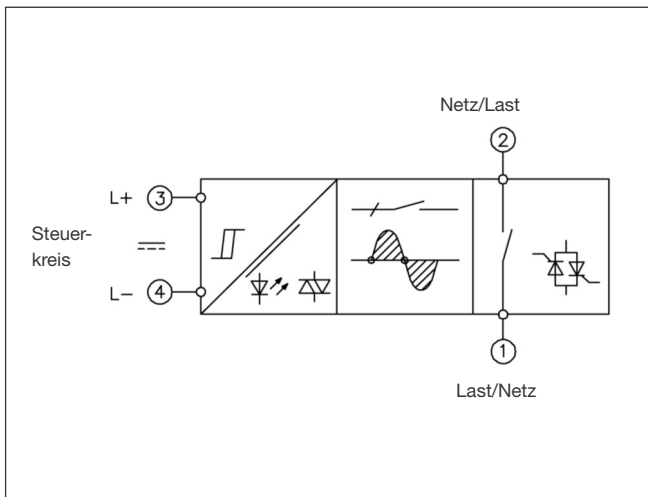 Netz/Last
2
L+ 3
Steuer-
kreis
L− 4
1
Last/Netz